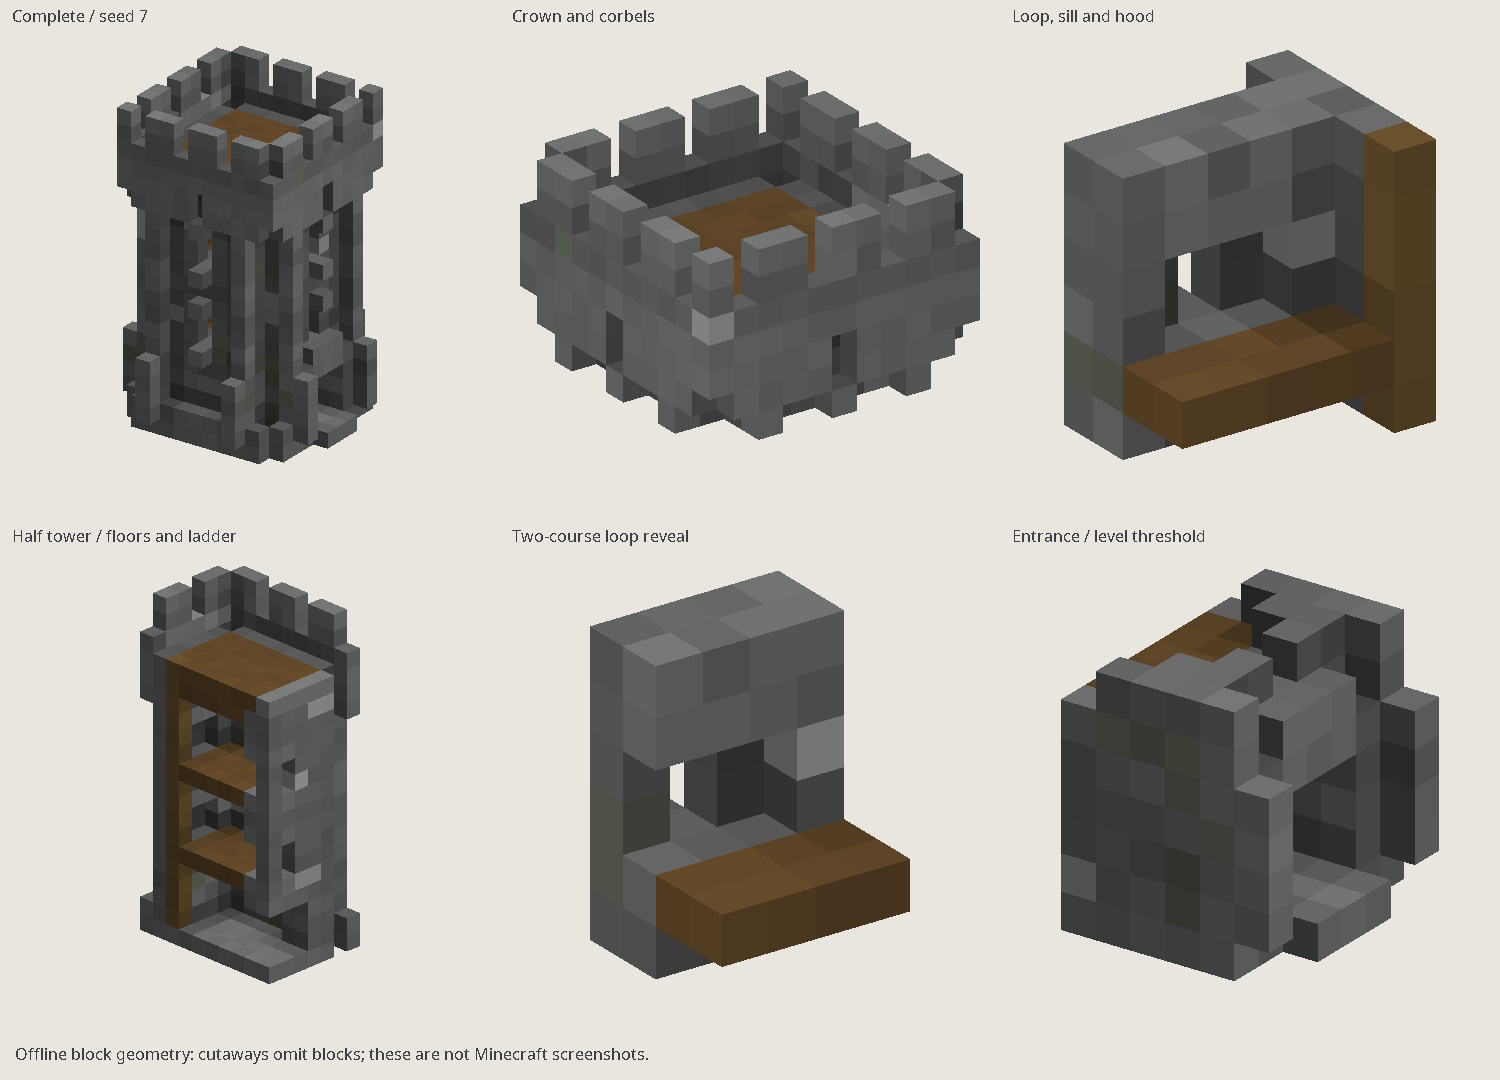 Complete / seed 7
Crown and corbels
Loop, sill and hood
Half tower / floors and ladder
Two-course loop reveal
Entrance / level threshold
Offline block geometry: cutaways omit blocks; these are not Minecraft screenshots.